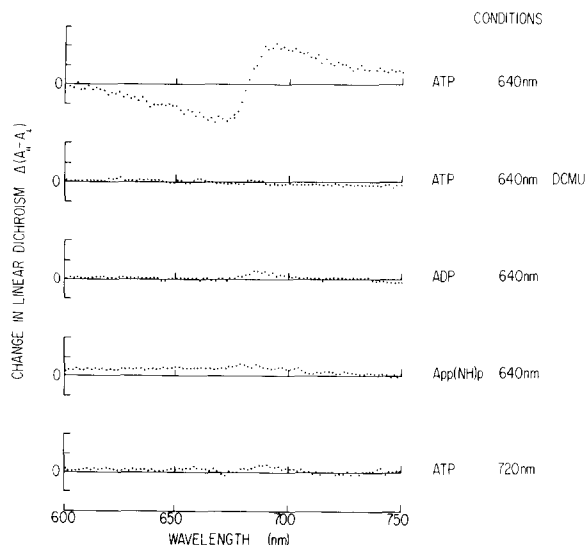 CONDITIONS
ATP 640nm
ATP 640nm DCMU
ADP 640nm
App(NH)p 640nm
ATP 720nm
0
0
0
0
0
CHANGE IN LINEAR DICHROISM Δ(A∥-A⊥)
600 650 700 750
WAVELENGTH (nm)